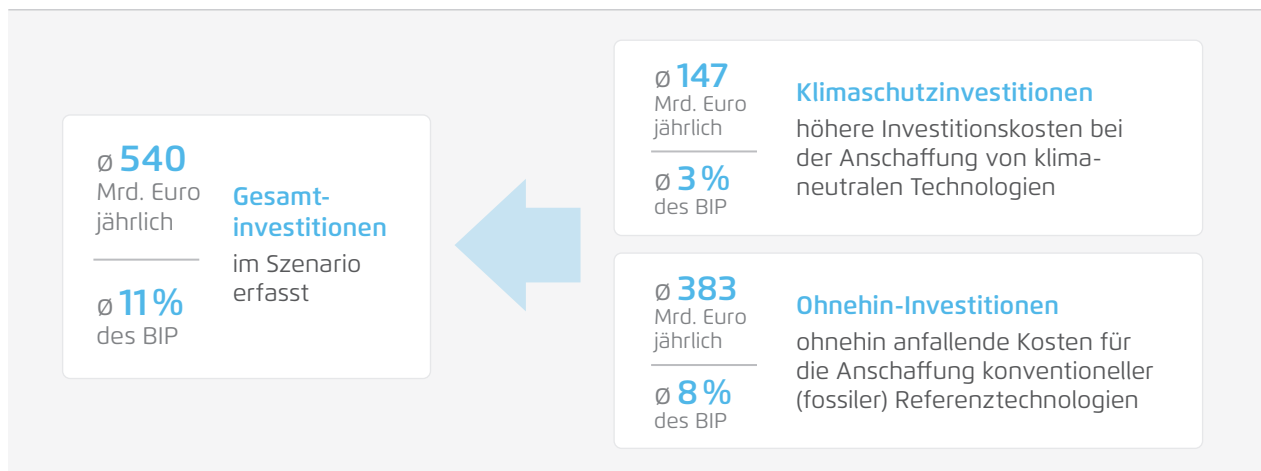 Ø 540
Mrd. Euro
jährlich
Ø 11%
des BIP
Gesamt-
investitionen
im Szenario
erfasst
Ø 147
Mrd. Euro
jährlich
Ø 3%
des BIP
Klimaschutzinvestitionen
höhere Investitionskosten bei
der Anschaffung von klima-
neutralen Technologien
Ø 383
Mrd. Euro
jährlich
Ø 8%
des BIP
Ohnehin-Investitionen
ohnehin anfallende Kosten für
die Anschaffung konventioneller
(fossiler) Referenztechnologien